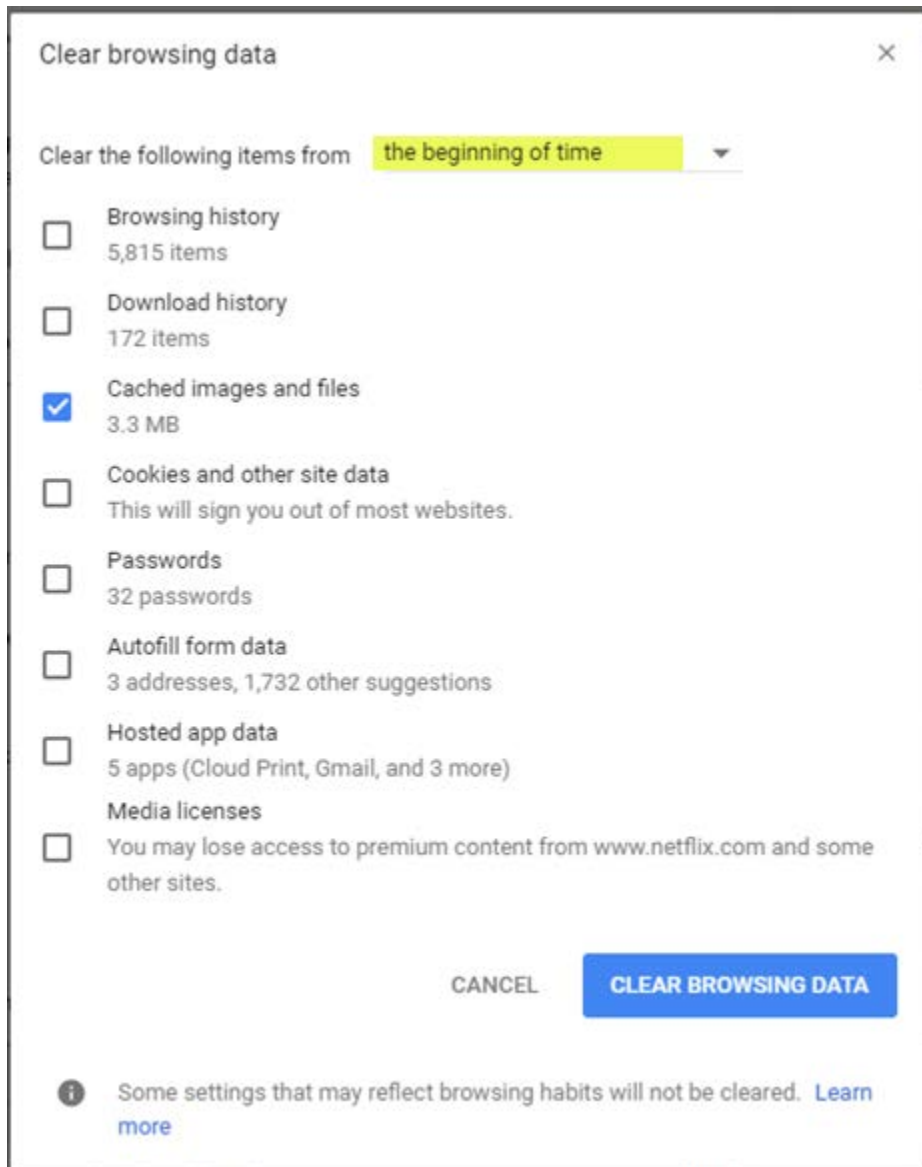 Clear browsing data
Clear the following items from the beginning of time
Browsing history
5,815 items
Download history
172 items
Cached images and files
3.3 MB
Cookies and other site data
This will sign you out of most websites.
Passwords
32 passwords
Autofill form data
3 addresses, 1,732 other suggestions
Hosted app data
5 apps (Cloud Print, Gmail, and 3 more)
Media licenses
You may lose access to premium content from www.netflix.com and some
other sites.
CANCEL CLEAR BROWSING DATA
Some settings that may reflect browsing habits will not be cleared. Learn
more